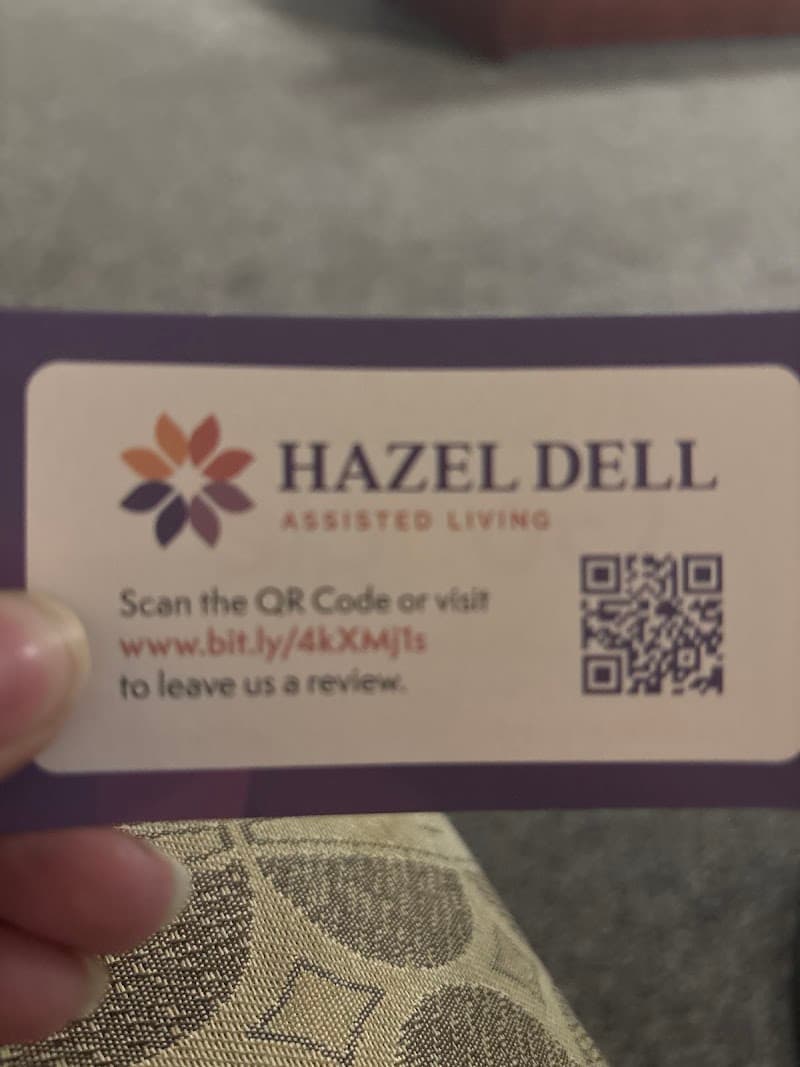 HAZEL DELL
ASSISTED LIVING
Scan the QR Code or visit
www.bit.ly/4kXMj1s
to leave us a review.